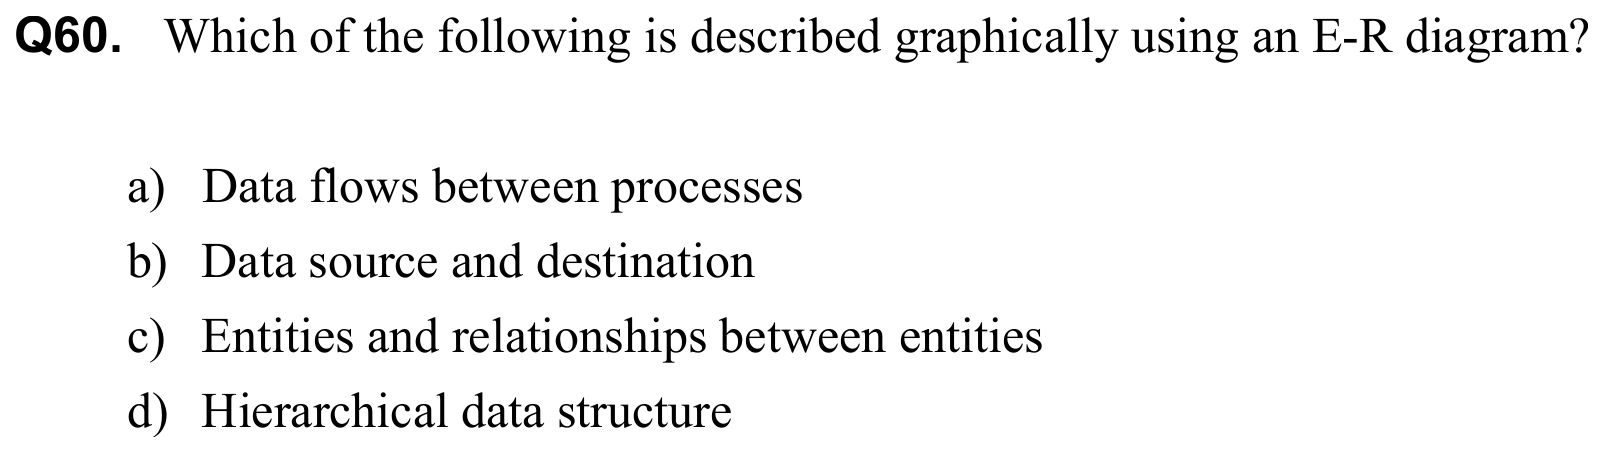 Q60. Which of the following is described graphically using an E-R diagram?
a) Data flows between processes
b) Data source and destination
c) Entities and relationships between entities
d) Hierarchical data structure